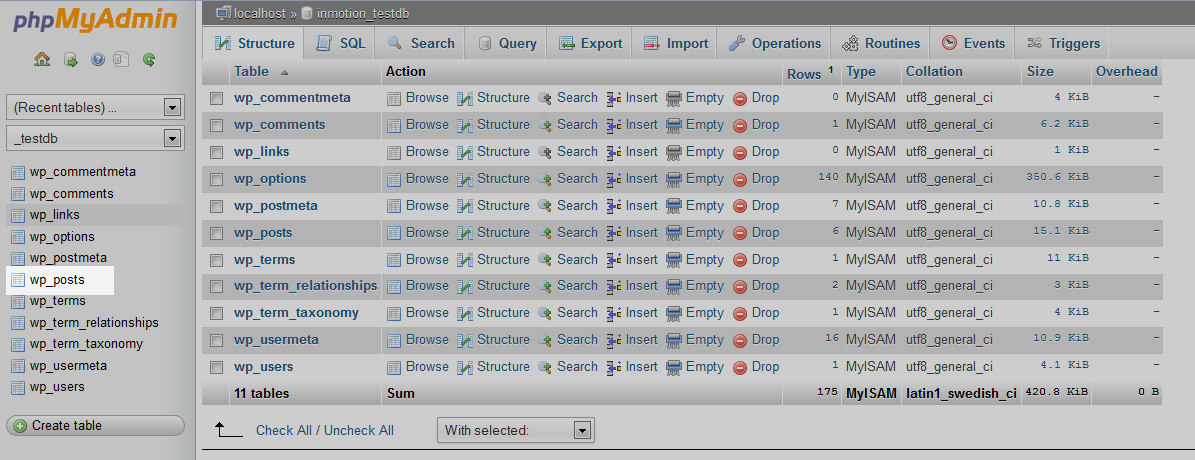 phpMyAdmin
(Recent tables) ...
_testdb
wp_commentmeta
wp_comments
wp_links
wp_options
wp_postmeta
wp_posts
wp_terms
wp_term_relationships
wp_term_taxonomy
wp_usermeta
wp_users
Create table
localhost » inmotion_testdb
Structure SQL Search Query Export Import Operations Routines Events Triggers
Table Action Rows 1 Type Collation Size Overhead
wp_commentmeta Browse Structure Search Insert Empty Drop 0 MyISAM utf8_general_ci 4 KiB -
wp_comments Browse Structure Search Insert Empty Drop 1 MyISAM utf8_general_ci 6.2 KiB -
wp_links Browse Structure Search Insert Empty Drop 0 MyISAM utf8_general_ci 1 KiB -
wp_options Browse Structure Search Insert Empty Drop 140 MyISAM utf8_general_ci 350.6 KiB -
wp_postmeta Browse Structure Search Insert Empty Drop 7 MyISAM utf8_general_ci 10.8 KiB -
wp_posts Browse Structure Search Insert Empty Drop 6 MyISAM utf8_general_ci 15.1 KiB -
wp_terms Browse Structure Search Insert Empty Drop 1 MyISAM utf8_general_ci 11 KiB -
wp_term_relationships Browse Structure Search Insert Empty Drop 2 MyISAM utf8_general_ci 3 KiB -
wp_term_taxonomy Browse Structure Search Insert Empty Drop 1 MyISAM utf8_general_ci 4 KiB -
wp_usermeta Browse Structure Search Insert Empty Drop 16 MyISAM utf8_general_ci 10.9 KiB -
wp_users Browse Structure Search Insert Empty Drop 1 MyISAM utf8_general_ci 4.1 KiB -
11 tables Sum 175 MyISAM latin1_swedish_ci 420.8 KiB 0 B
Check All / Uncheck All With selected: